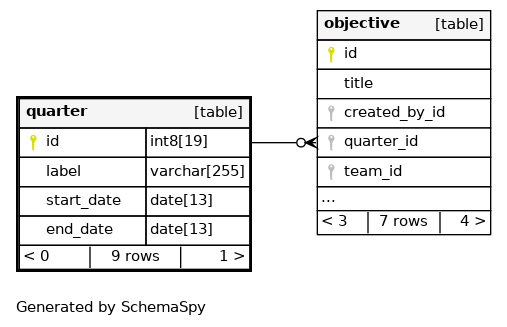 objective [table]
id
title
created_by_id
quarter_id
team_id
...
< 3 7 rows 4 >
quarter [table]
id int8[19]
label varchar[255]
start_date date[13]
end_date date[13]
< 0 9 rows 1 >
Generated by SchemaSpy